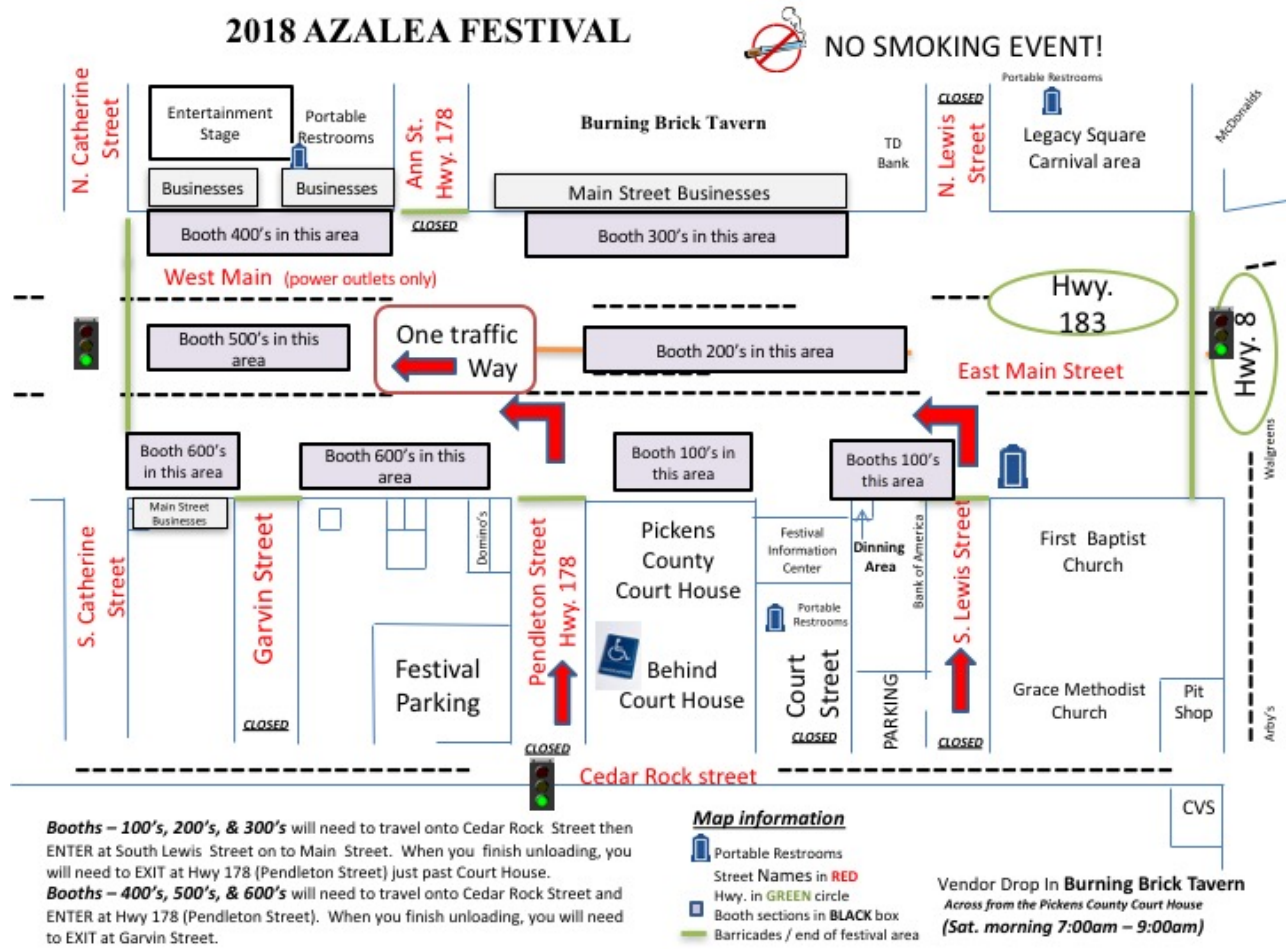 2018 AZALEA FESTIVAL
NO SMOKING EVENT!
N. Catherine
Street
Entertainment
Stage
Portable
Restrooms
Businesses
Businesses
Ann St.
Hwy. 178
CLOSED
Burning Brick Tavern
Main Street Businesses
TD
Bank
CLOSED
N. Lewis
Street
Portable Restrooms
Legacy Square
Carnival area
McDonalds
Booth 400's in this area
Booth 300's in this area
West Main (power outlets only)
Hwy.
183
Hwy. 8
Booth 500's in this
area
One traffic
Way
Booth 200's in this area
East Main Street
Booth 600's
in this area
Booth 600's in this
area
Booth 100's in
this area
Booths 100's
this area
Walgreens
S. Catherine
Street
Main Street
Businesses
Garvin Street
CLOSED
Domino's
Festival
Parking
Pendleton Street
Hwy. 178
CLOSED
Pickens
County
Court House
Behind
Court House
Festival
Information
Center
Portable
Restrooms
Court
Street
CLOSED
Dinning
Area
PARKING
Bank of America
S. Lewis Street
CLOSED
First Baptist
Church
Grace Methodist
Church
Pit
Shop
Arby's
Cedar Rock street
CVS
Booths – 100's, 200's, & 300's will need to travel onto Cedar Rock Street then
ENTER at South Lewis Street on to Main Street. When you finish unloading, you
will need to EXIT at Hwy 178 (Pendleton Street) just past Court House.
Booths – 400's, 500's, & 600's will need to travel onto Cedar Rock Street and
ENTER at Hwy 178 (Pendleton Street). When you finish unloading, you will need
to EXIT at Garvin Street.
Map information
Portable Restrooms
Street Names in RED
Hwy. in GREEN circle
Booth sections in BLACK box
Barricades / end of festival area
Vendor Drop In Burning Brick Tavern
Across from the Pickens County Court House
(Sat. morning 7:00am – 9:00am)